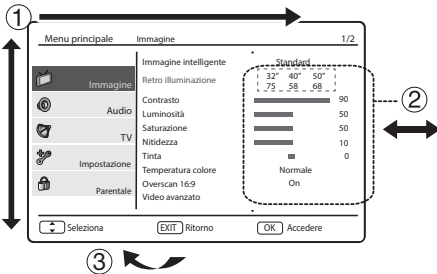 1
Menu principale Immagine 1/2
Immagine intelligente Standard
Retro illuminazione 32" 40" 50"
75 58 68
Immagine
Contrasto 90
Audio
Luminosità 50
Saturazione 50
TV
Nitidezza 10
Tinta 0
Impostazione
Temperatura colore Normale
Overscan 16:9 On
Parentale
Video avanzato
2
Seleziona EXIT Ritorno OK Accedere
3